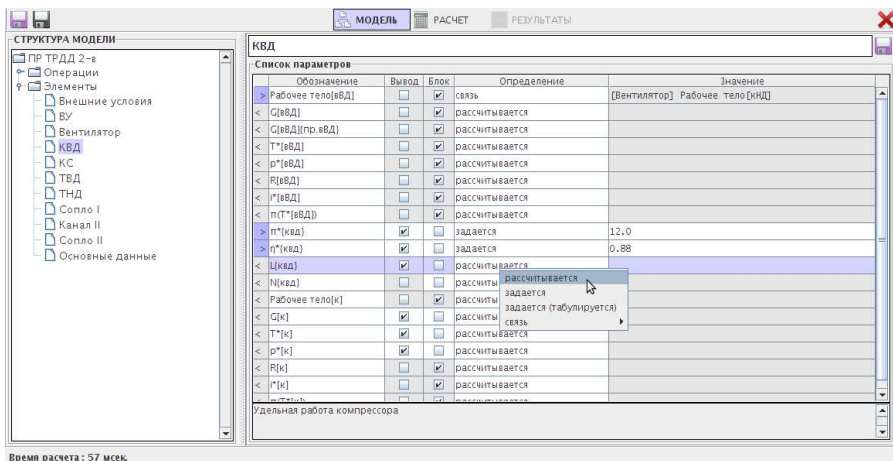 МОДЕЛЬ РАСЧЕТ РЕЗУЛЬТАТЫ
СТРУКТУРА МОДЕЛИ
ПР ТРДД 2-в
Операции
Элементы
Внешние условия
ВУ
Вентилятор
КВД
КС
ТВД
ТНД
Сопло I
Канал II
Сопло II
Основные данные
КВД
Список параметров
Обозначение Вывод Блок Определение Значение
> Рабочее тело[вВД] связь [Вентилятор] Рабочее тело[кНД]
< G[вВД] рассчитывается
< G[вВД]{пр.вВД} рассчитывается
< T*[вВД] рассчитывается
< p*[вВД] рассчитывается
< R[вВД] рассчитывается
< i*[вВД] рассчитывается
< π(T*[вВД]) рассчитывается
> π*{квд} задается 12.0
> η*{квд} задается 0.88
< L{квд} рассчитывается
< N{квд} рассчиты
< Рабочее тело[к] рассчиты
< G[к] рассчиты
< T*[к] рассчитывается
< p*[к] рассчитывается
< R[к] рассчитывается
< i*[к] рассчитывается
рассчитывается
задается
задается (табулируется)
связь
Удельная работа компрессора
Время расчета: 57 мсек.